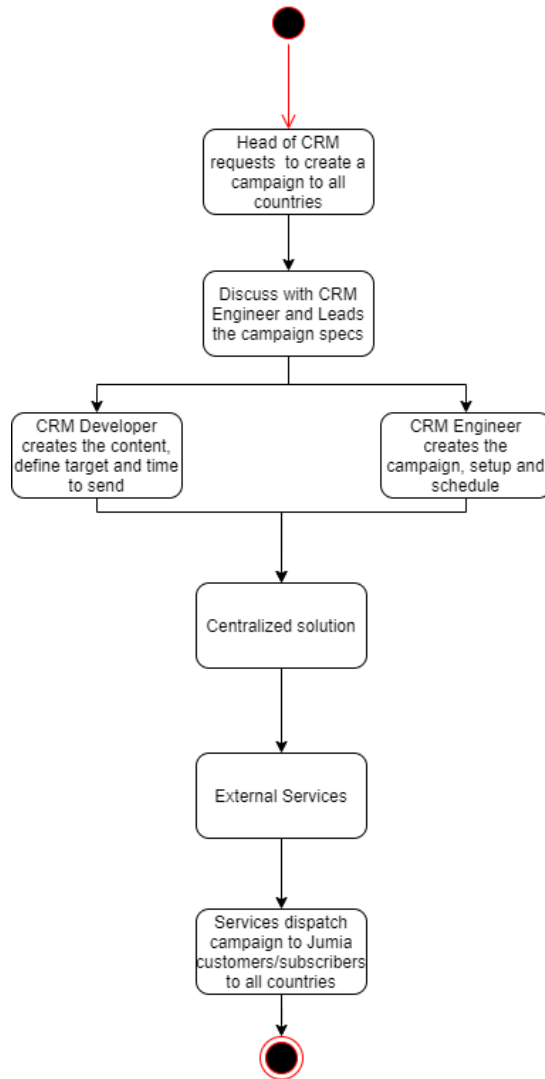 Head of CRM
requests to create a
campaign to all
countries
Discuss with CRM
Engineer and Leads
the campaign specs
CRM Developer
creates the content,
define target and time
to send
CRM Engineer
creates the
campaign, setup and
schedule
Centralized solution
External Services
Services dispatch
campaign to Jumia
customers/subscribers
to all countries